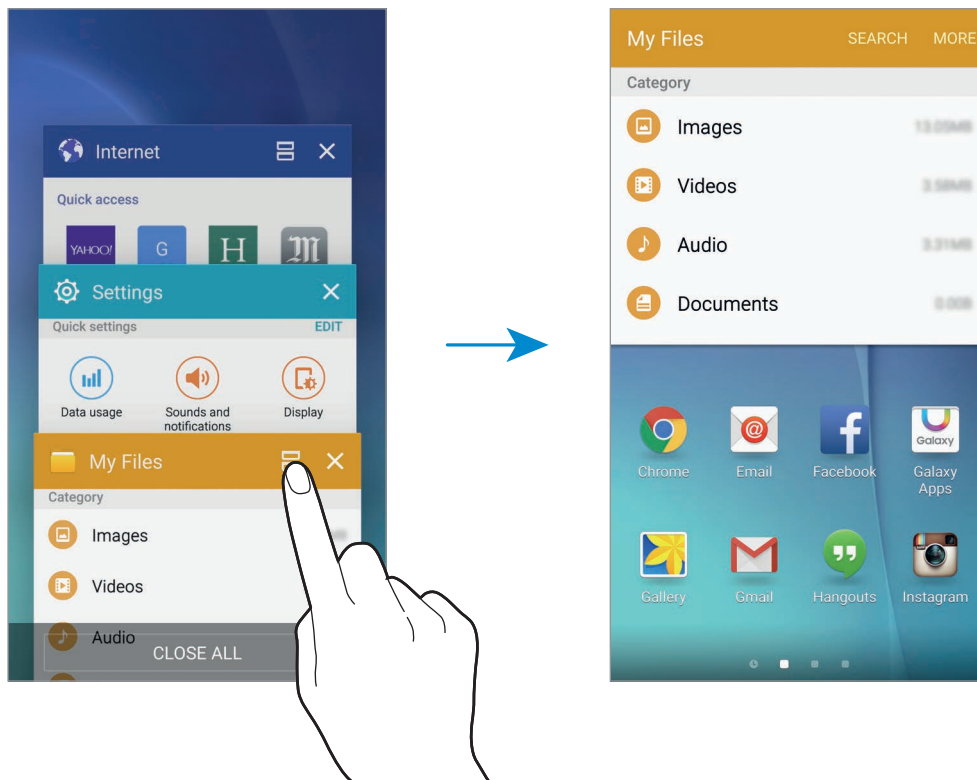 Internet
Quick access
YAHOO!
G
H
M
Settings
Quick settings
EDIT
Data usage
Sounds and
notifications
Display
My Files
Category
Images
Videos
Audio
CLOSE ALL
My Files
SEARCH
MORE
Category
Images
Videos
Audio
Documents
Chrome
Email
Facebook
Galaxy
Galaxy
Apps
Gallery
Gmail
Hangouts
Instagram